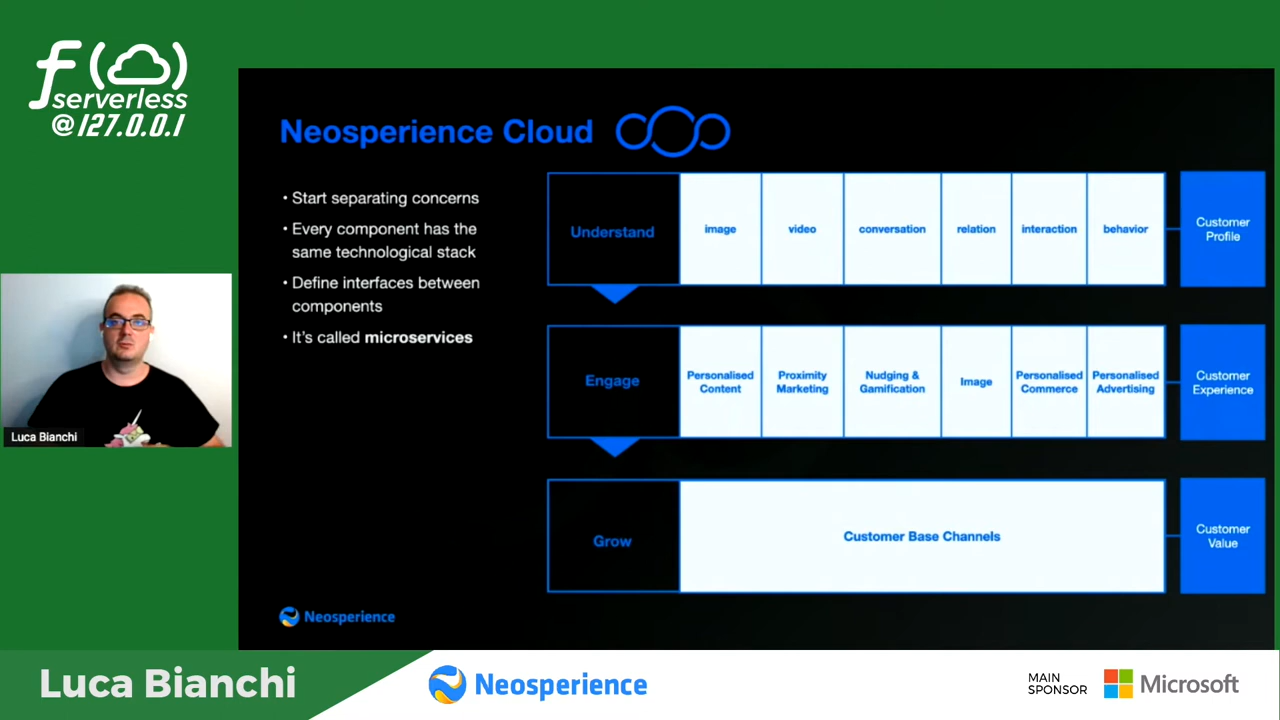 f(
)
serverless
@127.0.0.1
Neosperience Cloud
• Start separating concerns
• Every component has the
same technological stack
• Define interfaces between
components
• It's called microservices
Understand
image
video
conversation
relation
interaction
behavior
Customer
Profile
Engage
Personalised
Content
Proximity
Marketing
Nudging &
Gamification
Image
Personalised
Commerce
Personalised
Advertising
Customer
Experience
Grow
Customer Base Channels
Customer
Value
Neosperience
Luca Bianchi
Luca Bianchi
Neosperience
MAIN
SPONSOR
Microsoft